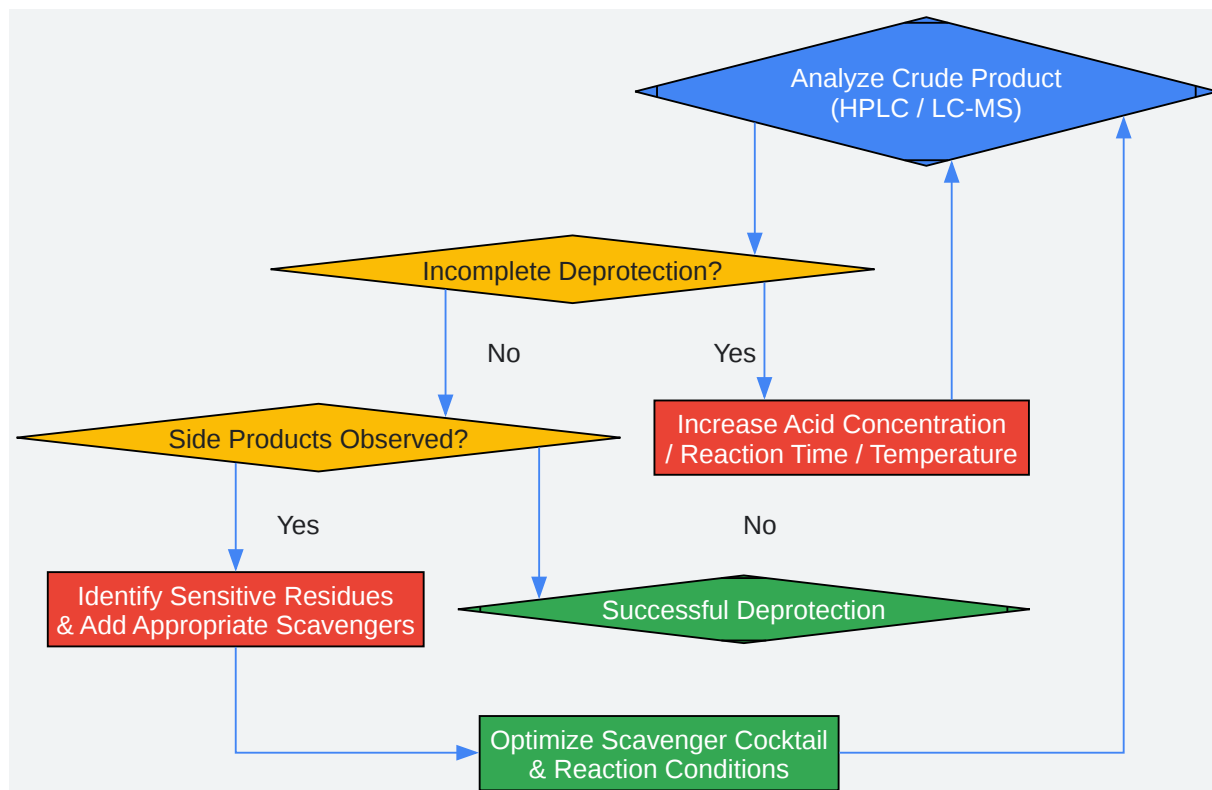 Analyze Crude Product
(HPLC / LC-MS)
Incomplete Deprotection?
No
Yes
Increase Acid Concentration
/ Reaction Time / Temperature
Side Products Observed?
Yes
No
Identify Sensitive Residues
& Add Appropriate Scavengers
Successful Deprotection
Optimize Scavenger Cocktail
& Reaction Conditions